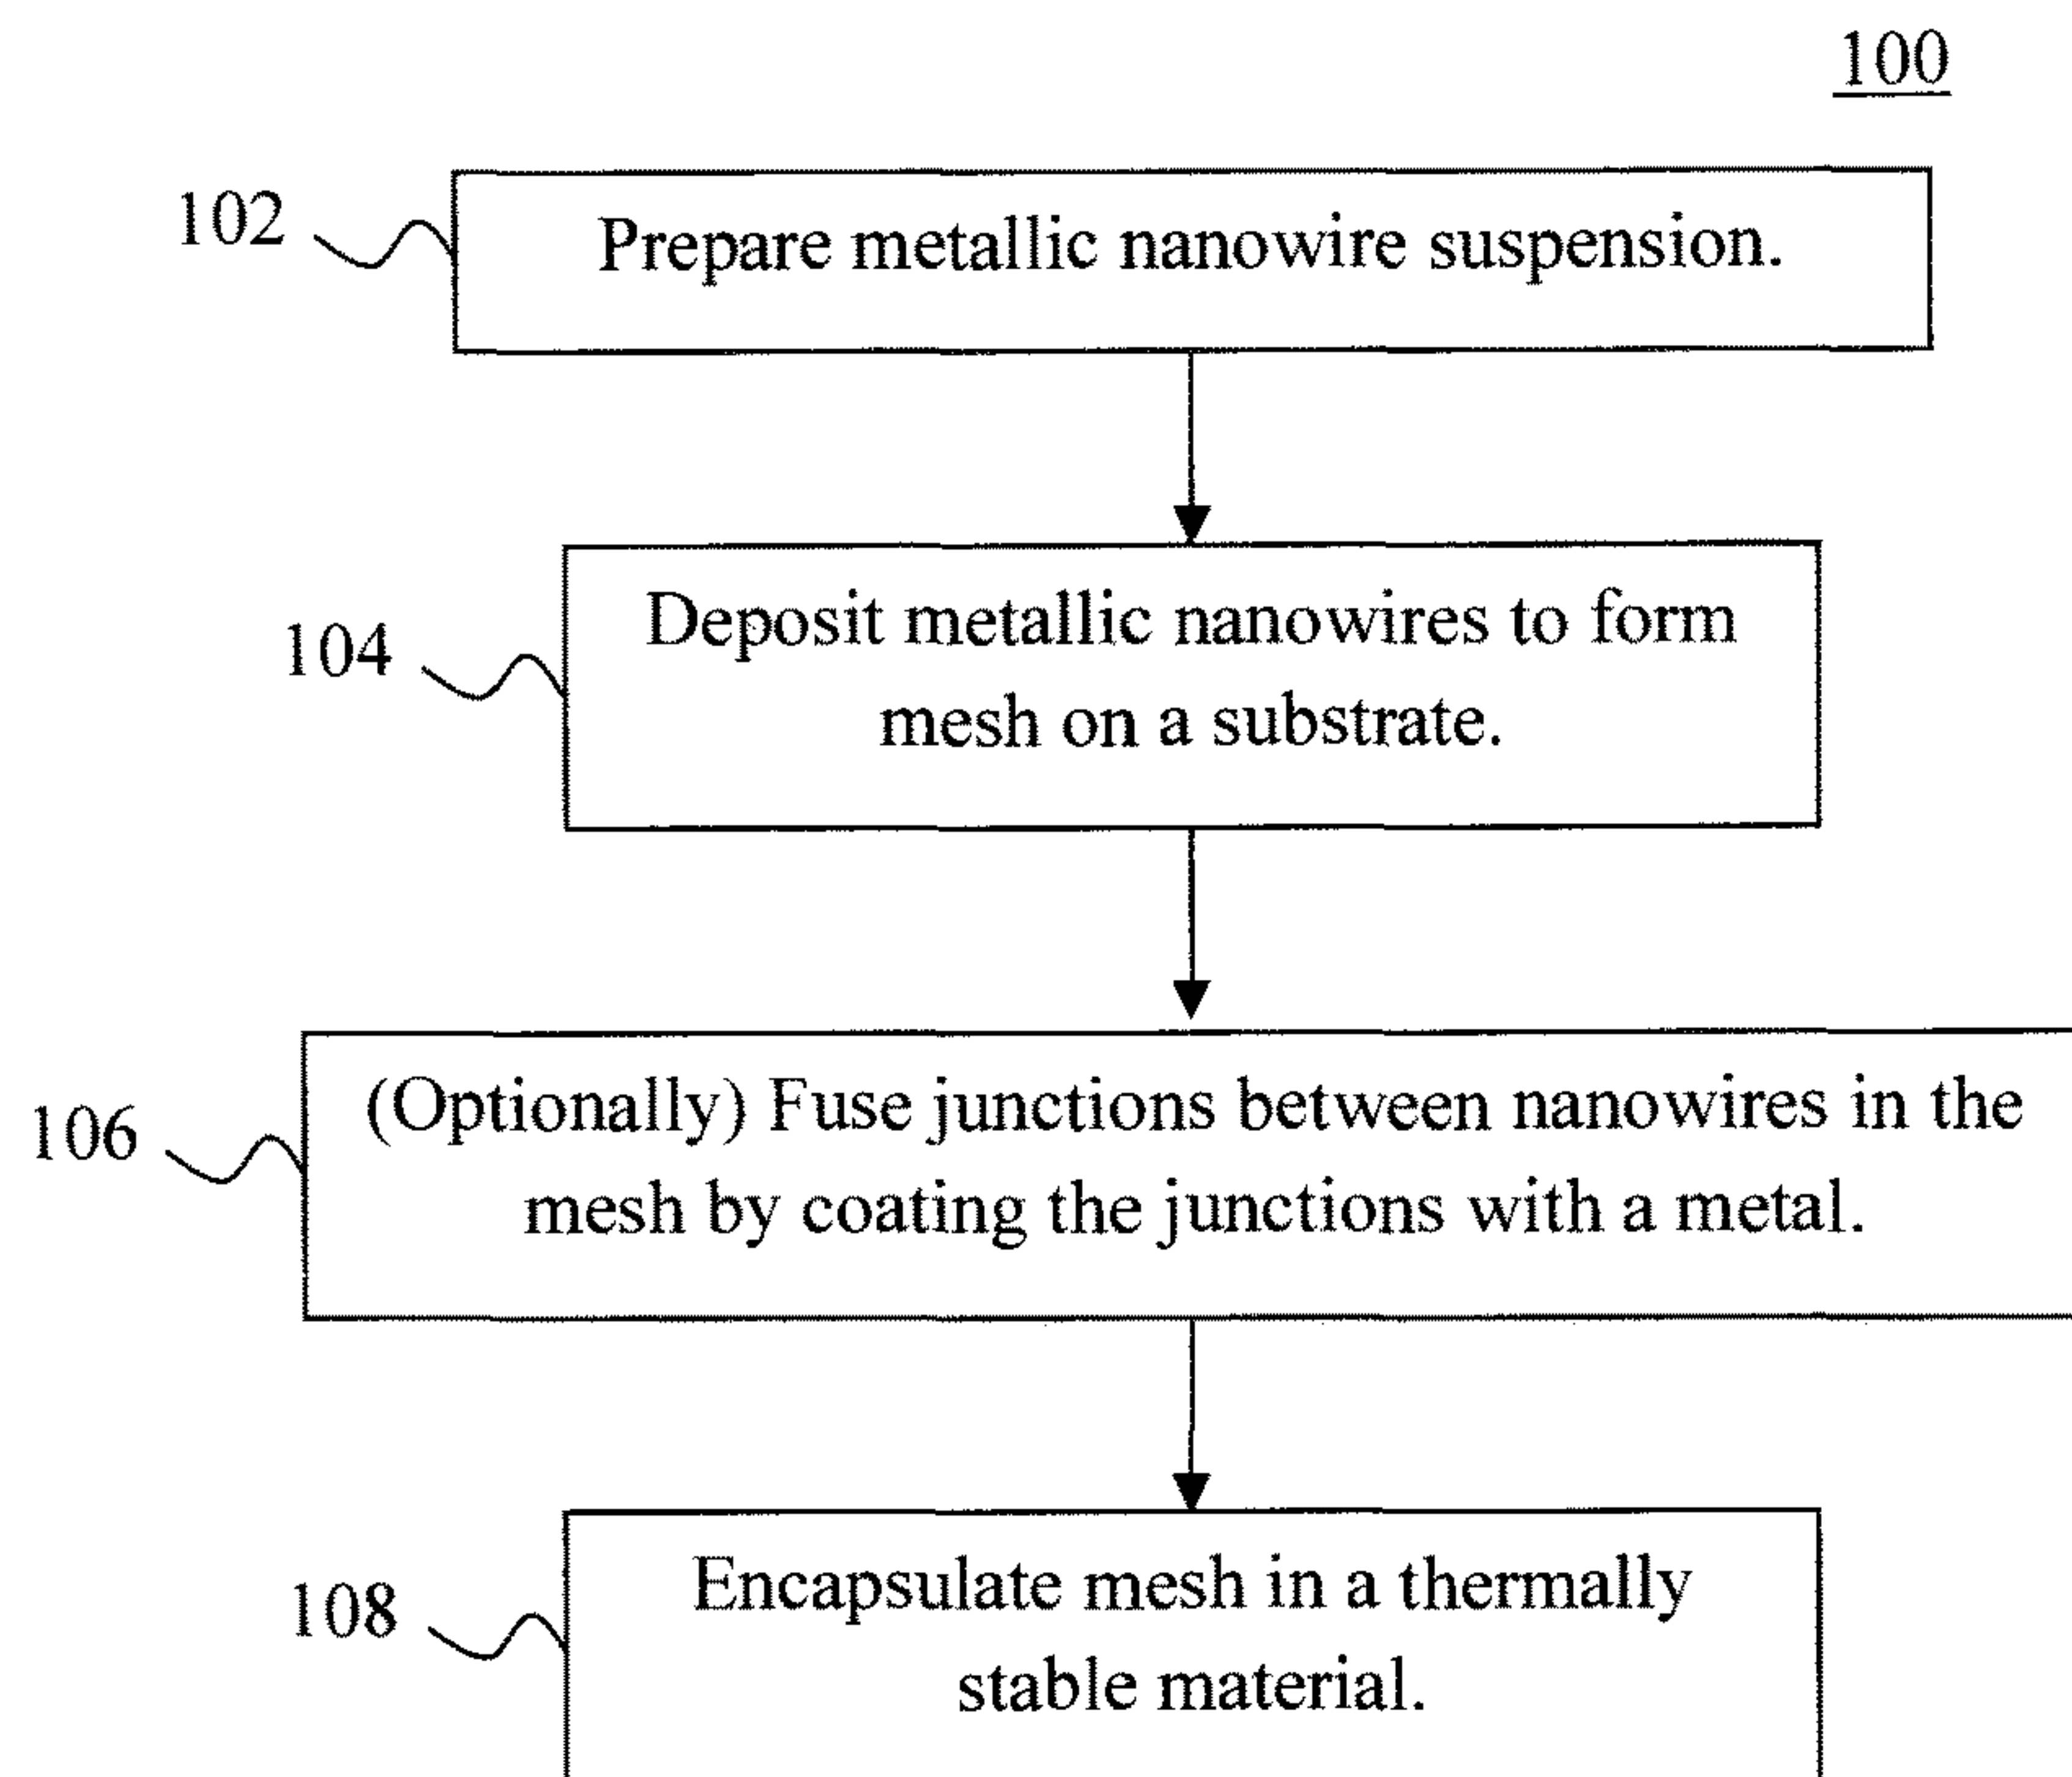 100
102
Prepare metallic nanowire suspension.
104
Deposit metallic nanowires to form
mesh on a substrate.
106
(Optionally) Fuse junctions between nanowires in the
mesh by coating the junctions with a metal.
108
Encapsulate mesh in a thermally
stable material.